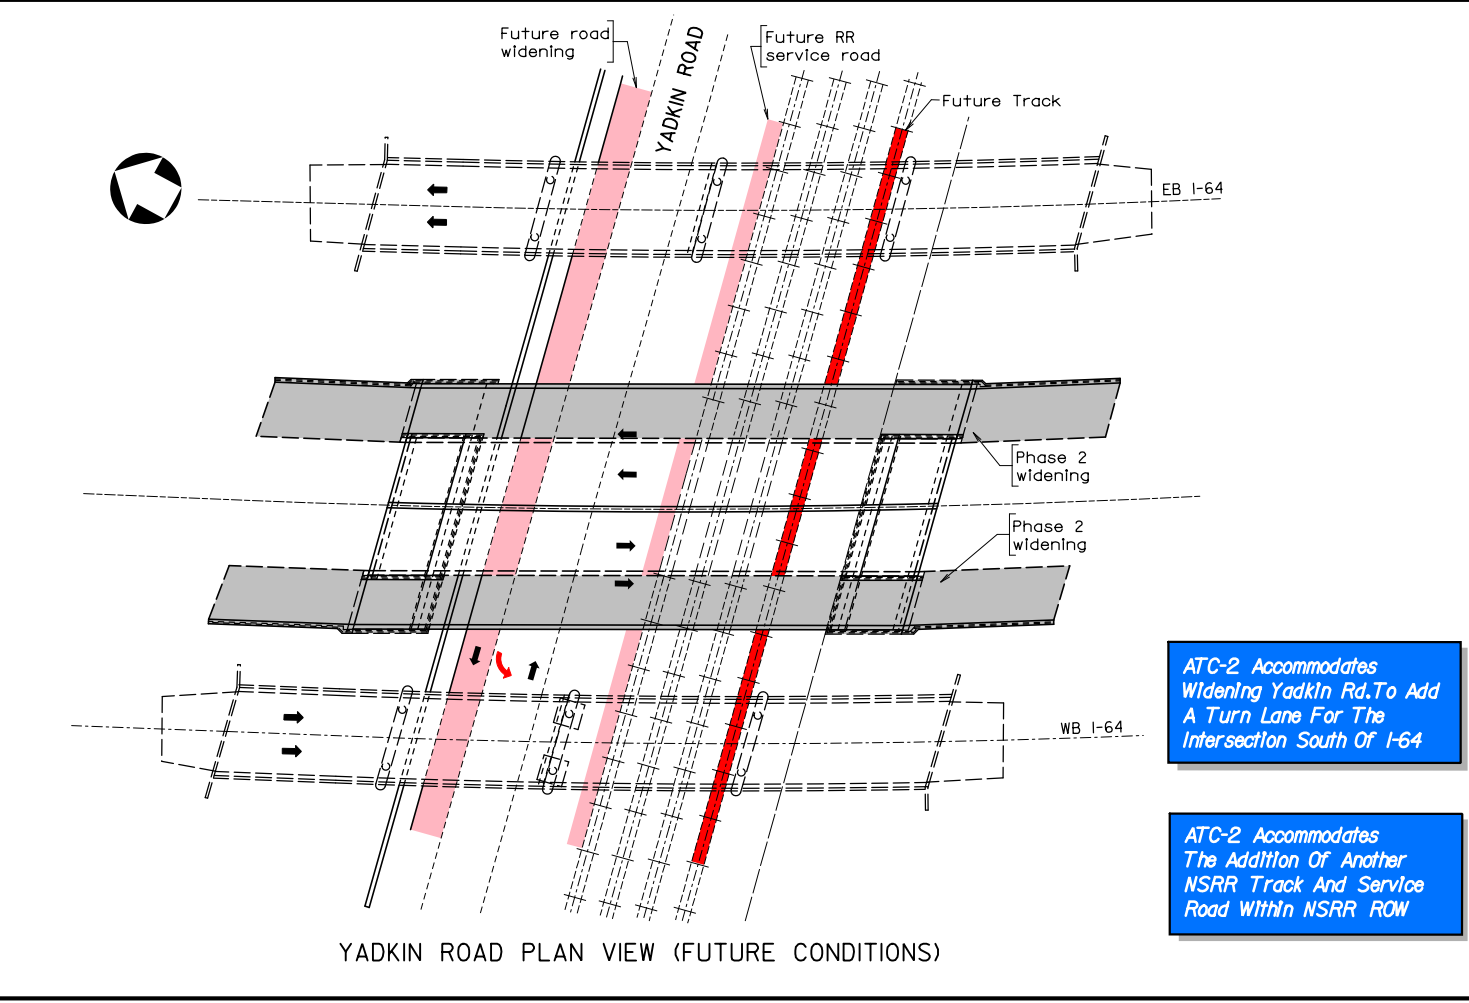 Future road
widening
YADKIN ROAD
Future RR
service road
Future Track
EB I-64
Phase 2
widening
Phase 2
widening
WB I-64
ATC-2 Accommodates
Widening Yadkin Rd.To Add
A Turn Lane For The
Intersection South Of I-64
ATC-2 Accommodates
The Addition Of Another
NSRR Track And Service
Road Within NSRR ROW
YADKIN ROAD PLAN VIEW (FUTURE CONDITIONS)